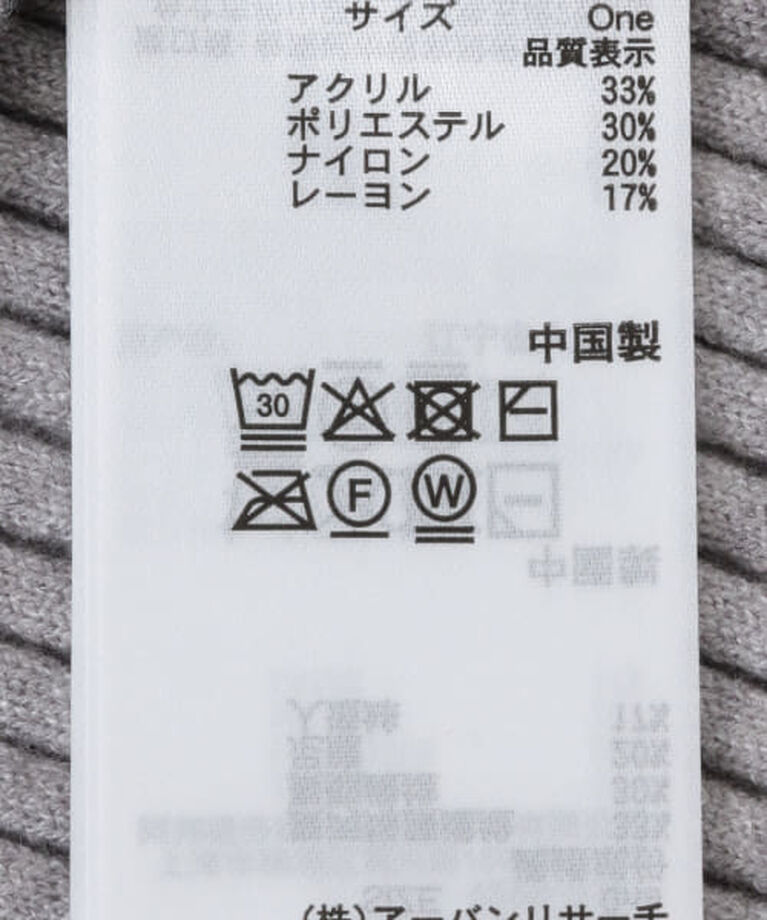 サイズ One
品質表示
アクリル 33%
ポリエステル 30%
ナイロン 20%
レーヨン 17%
中国製
30
F W
(株)アーバンリサーチ